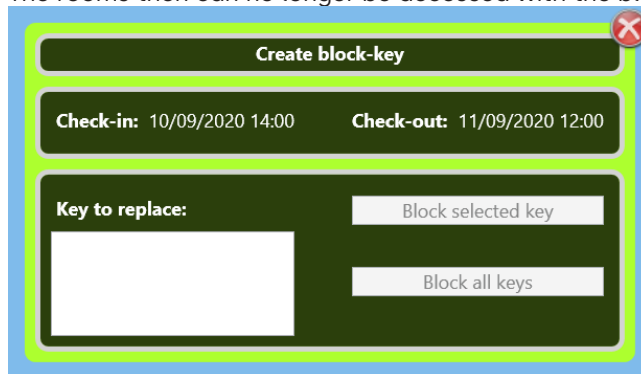 The rooms then can no longer be accessed with the b
Create block-key
Check-in: 10/09/2020 14:00 Check-out: 11/09/2020 12:00
Key to replace: Block selected key
Block all keys